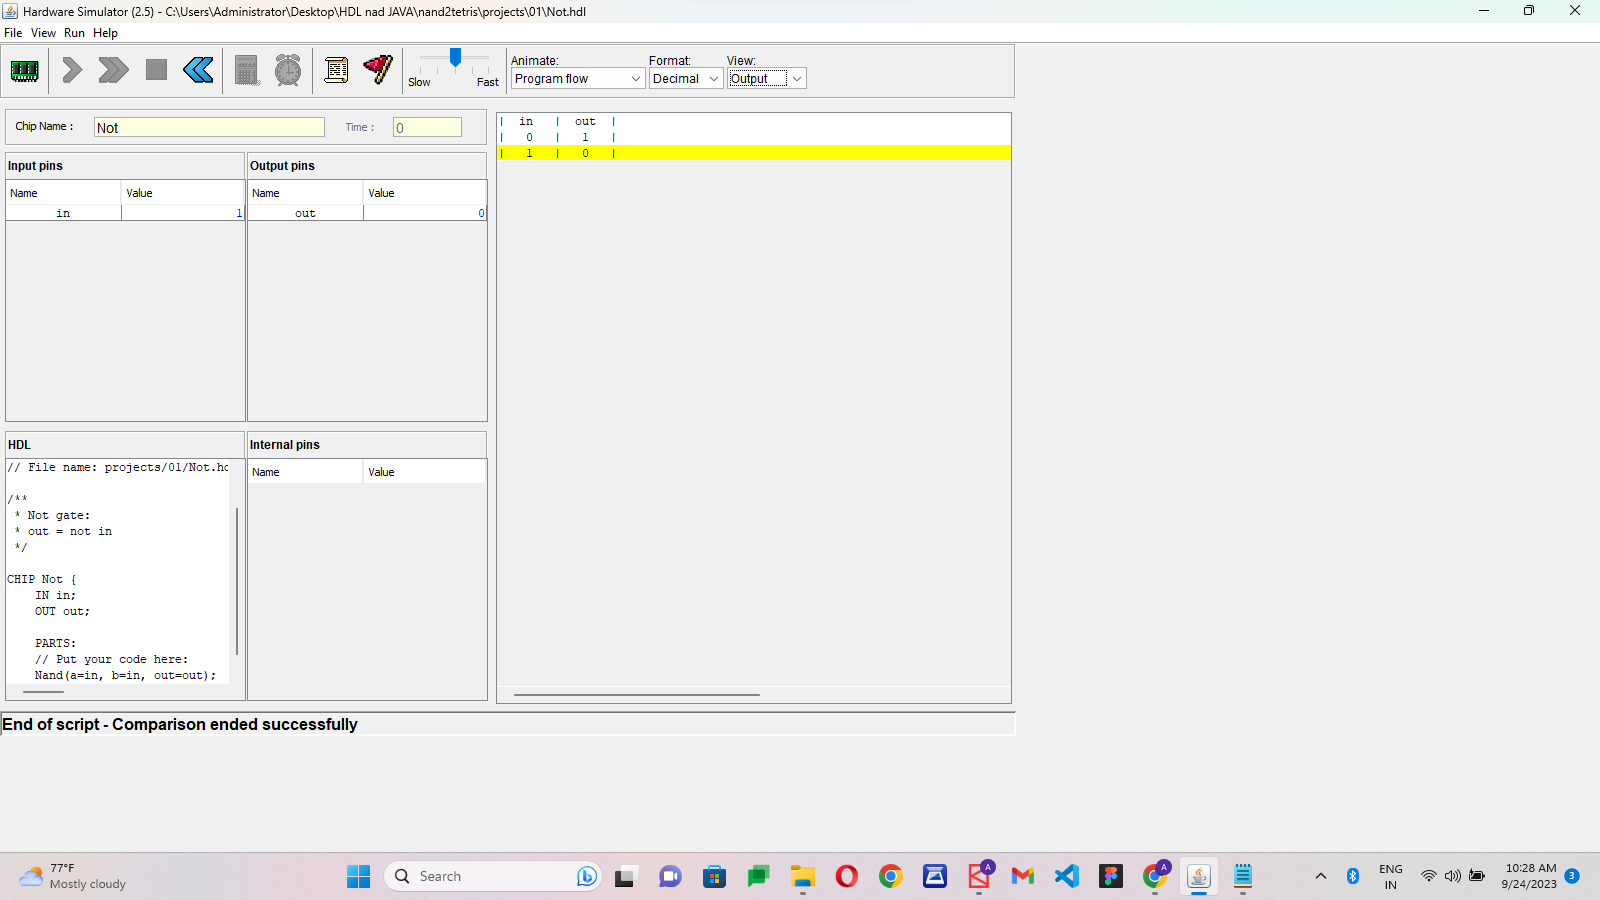 Hardware Simulator (2.5) - C:\Users\Administrator\Desktop\HDL nad JAVA\nand2tetris\projects\01\Not.hdl
File View Run Help
Slow Fast
Animate: Format: View:
Program flow Decimal Output
Chip Name : Not Time : 0
Input pins
Name Value
in 1
Output pins
Name Value
out 0
HDL
// File name: projects/01/Not.hd
/**
 * Not gate:
 * out = not in
 */
CHIP Not {
    IN in;
    OUT out;
    PARTS:
    // Put your code here:
    Nand(a=in, b=in, out=out);
Internal pins
Name Value
| in | out |
| 0 | 1 |
| 1 | 0 |
End of script - Comparison ended successfully
77°F
Mostly cloudy
Search
A
A
ENG
IN
10:28 AM
9/24/2023
3